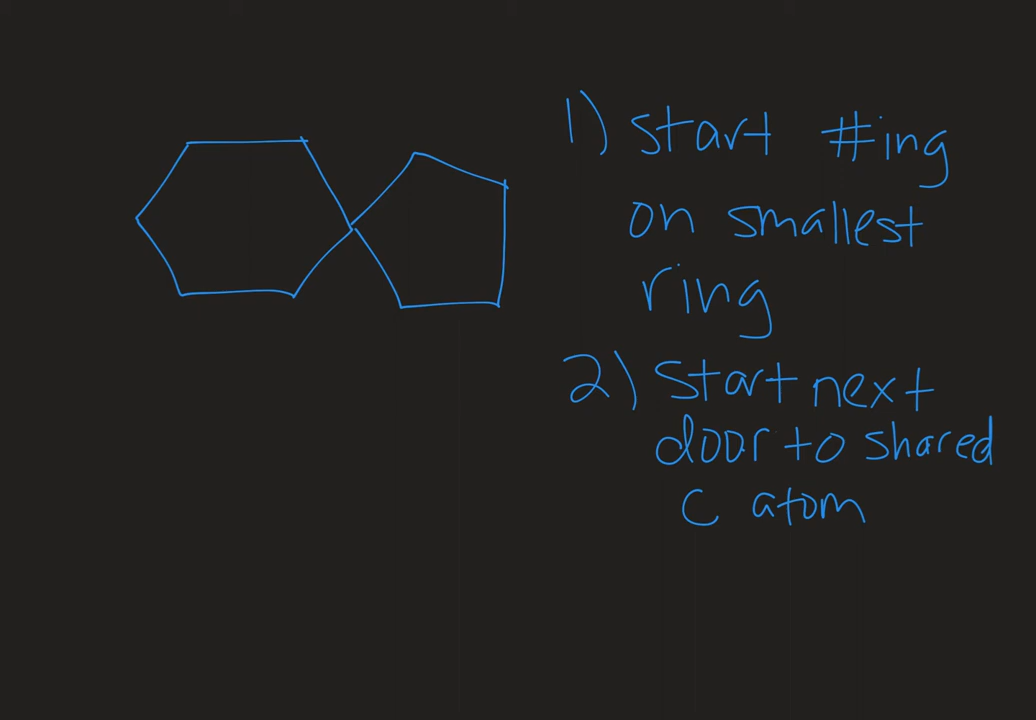 1) start #ing
on smallest
ring
2) Start next
door to shared
C atom